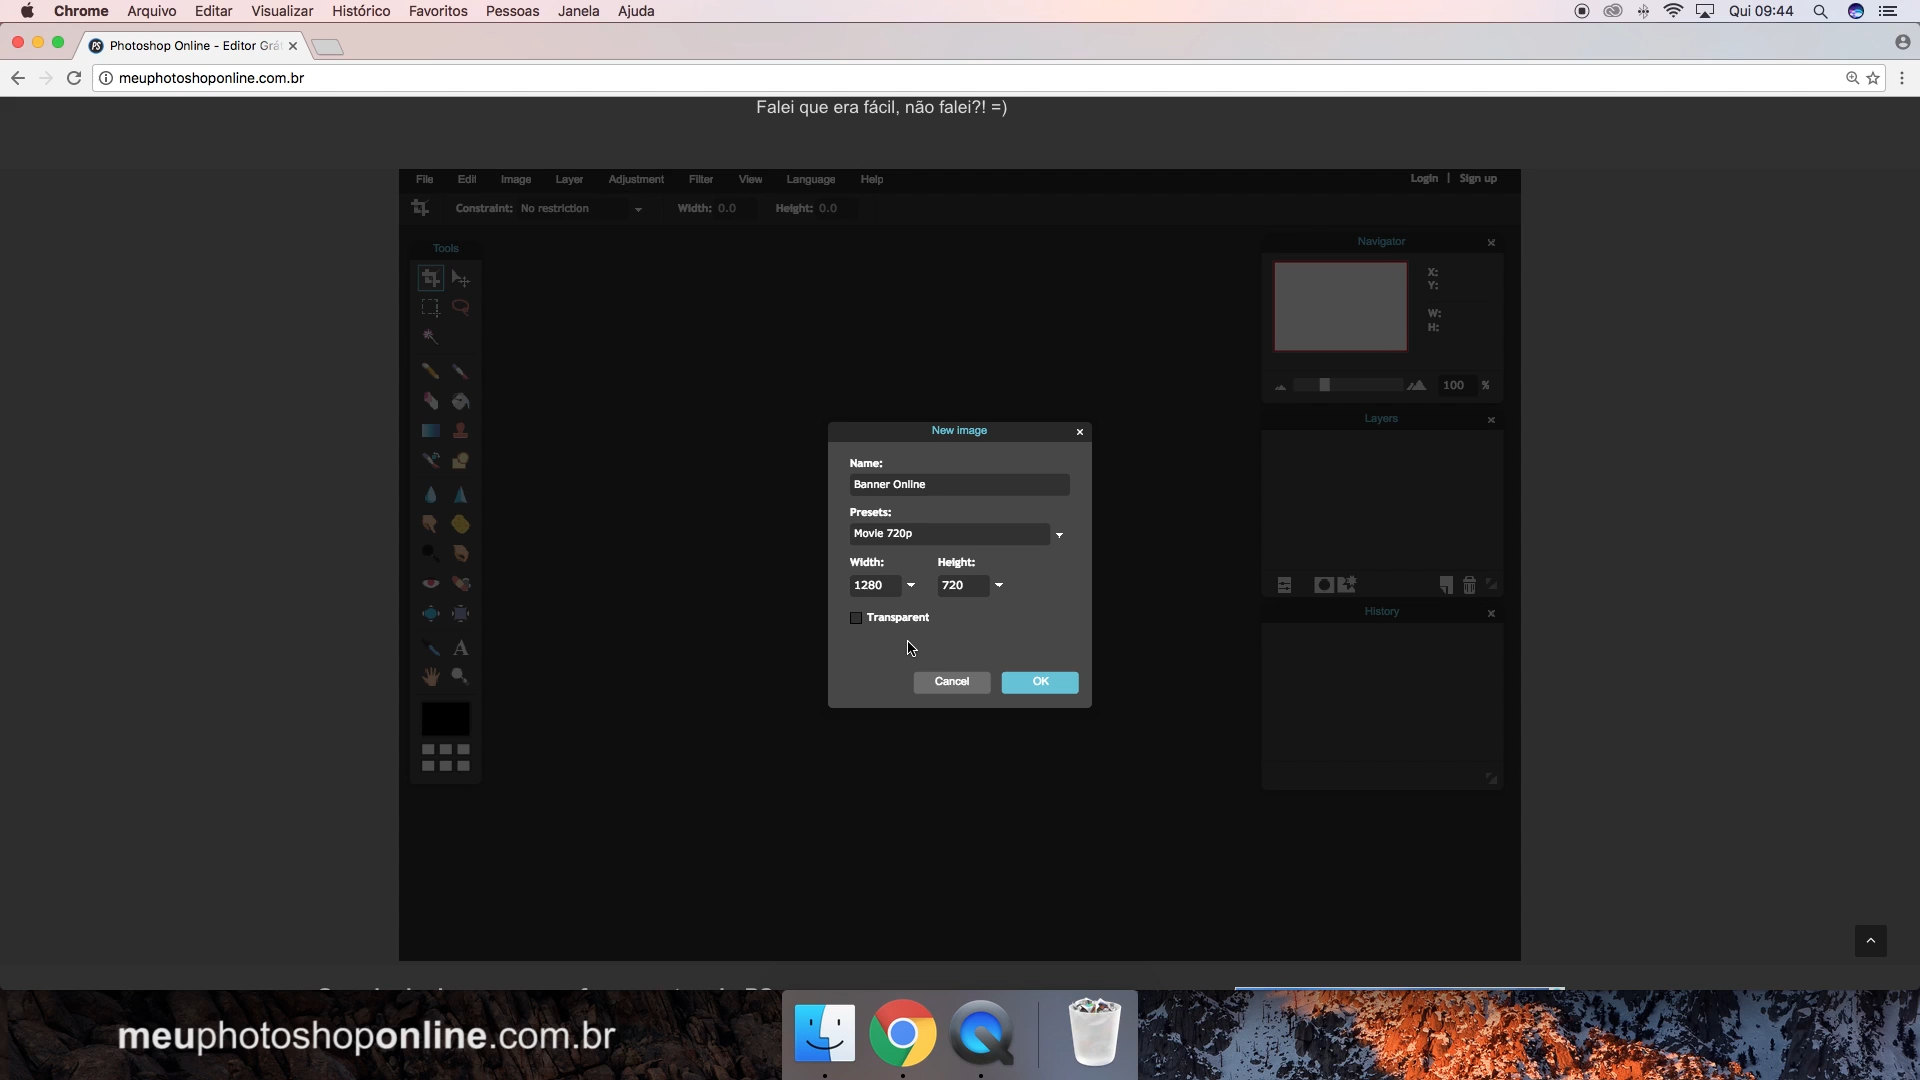 Chrome Arquivo Editar Visualizar Histórico Favoritos Pessoas Janela Ajuda Qui 09:44
Photoshop Online - Editor Grá
meuphotoshoponline.com.br
Falei que era fácil, não falei?! =)
File Edit Image Layer Adjustment Filter View Language Help Login | Sign up
Constraint: No restriction Width: 0.0 Height: 0.0
Tools
Navigator
X:
Y:
W:
H:
100 %
Layers
History
New image
Name:
Banner Online
Presets:
Movie 720p
Width: Height:
1280 720
Transparent
Cancel OK
meuphotoshoponline.com.br